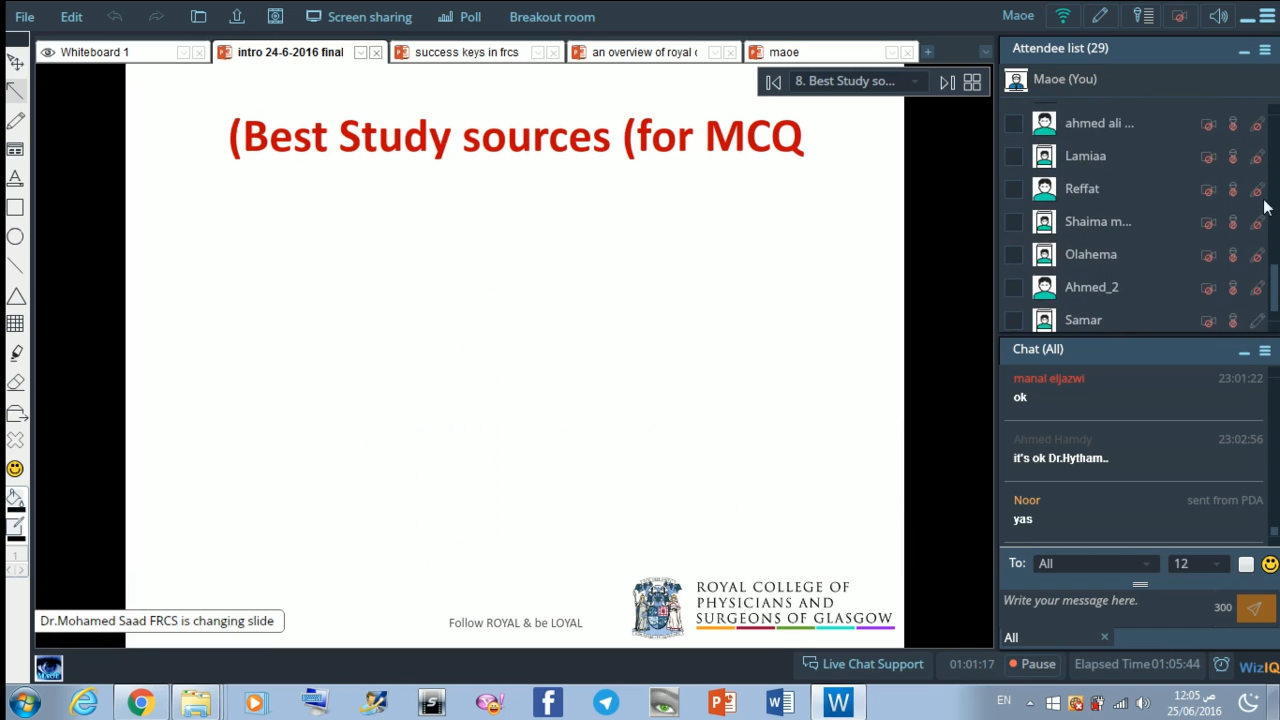 File Edit Screen sharing Poll Breakout room Maoe
Whiteboard 1 intro 24-6-2016 final success keys in frcs an overview of royal c maoe
8. Best Study so...
(Best Study sources (for MCQ
Follow ROYAL & be LOYAL
ROYAL COLLEGE OF
PHYSICIANS AND
SURGEONS OF GLASGOW
Dr.Mohamed Saad FRCS is changing slide
1
MAOE
Attendee list (29)
Maoe (You)
ahmed ali ...
Lamiaa
Reffat
Shaima m...
Olahema
Ahmed_2
Samar
Chat (All)
manal eljazwi 23:01:22
ok
Ahmed Hamdy 23:02:56
it's ok Dr.Hytham..
Noor sent from PDA
yas
To: All 12
Write your message here. 300
All
Live Chat Support 01:01:17 Pause Elapsed Time 01:05:44 WizIQ
EN
12:05 ص
25/06/2016